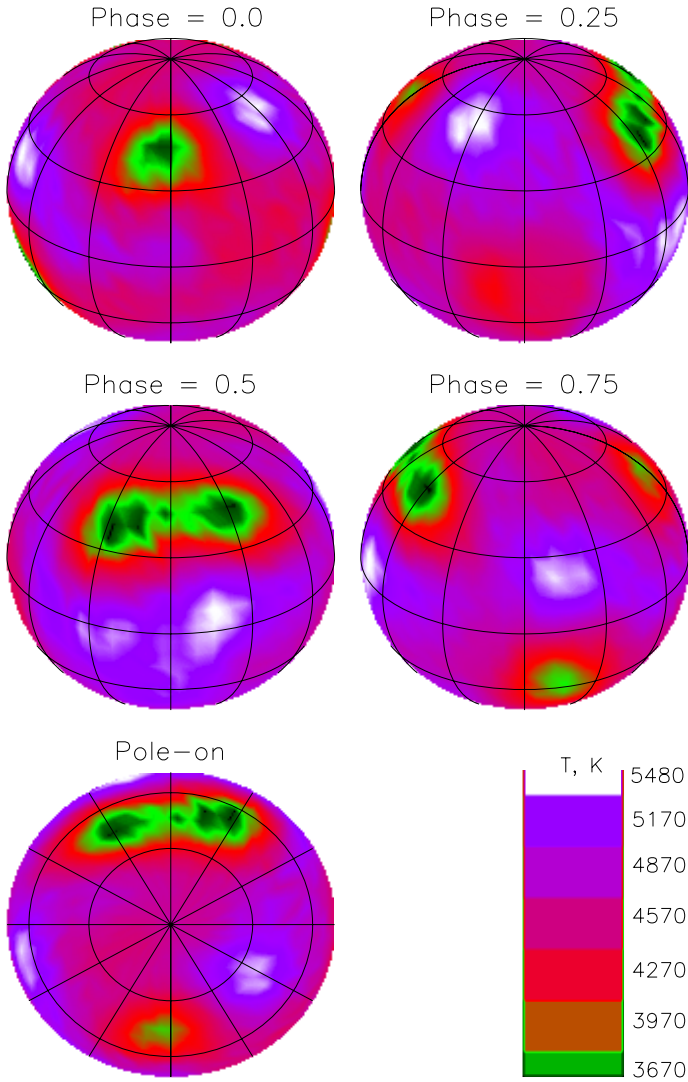 Phase = 0.0
Phase = 0.25
Phase = 0.5
Phase = 0.75
Pole-on
T, K
5480
5170
4870
4570
4270
3970
3670